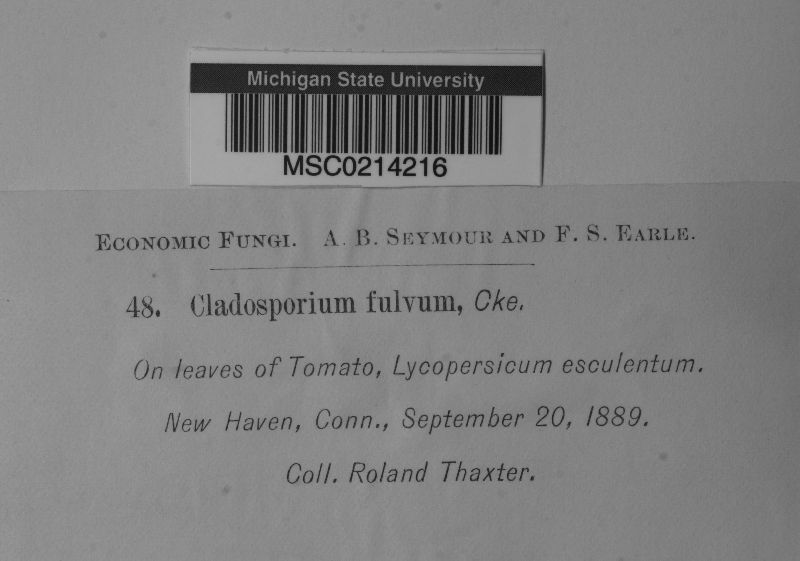 Michigan State University
MSC0214216
Economic Fungi. A. B. Seymour and F. S. Earle.
48. Cladosporium fulvum, Cke.
On leaves of Tomato, Lycopersicum esculentum.
New Haven, Conn., September 20, 1889.
Coll. Roland Thaxter.